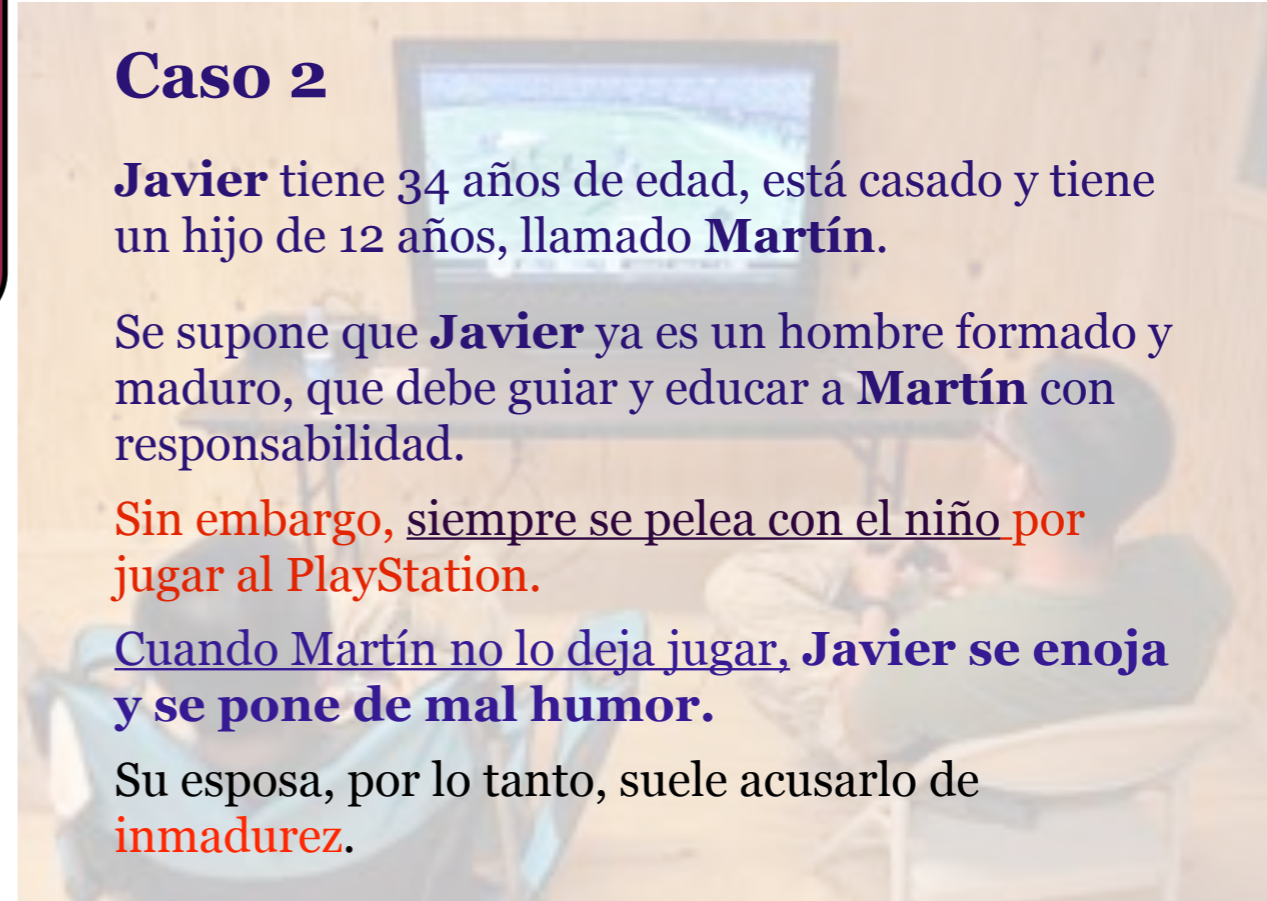 Caso 2
Javier tiene 34 años de edad, está casado y tiene
un hijo de 12 años, llamado Martín.
Se supone que Javier ya es un hombre formado y
maduro, que debe guiar y educar a Martín con
responsabilidad.
Sin embargo, siempre se pelea con el niño por
jugar al PlayStation.
Cuando Martín no lo deja jugar, Javier se enoja
y se pone de mal humor.
Su esposa, por lo tanto, suele acusarlo de
inmadurez.